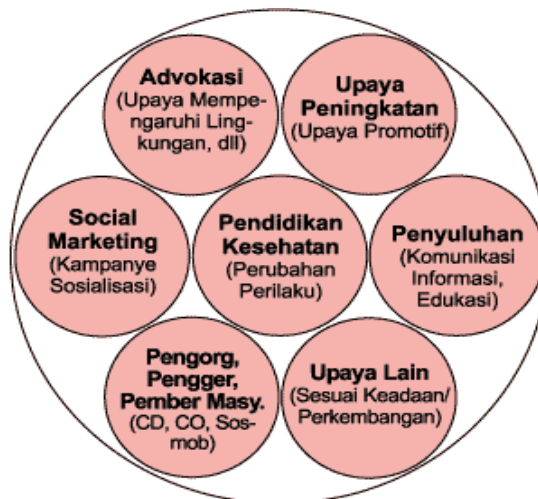 Advokasi
(Upaya Mempe-
ngaruhi Ling-
kungan, dll)
Upaya
Peningkatan
(Upaya Promotif)
Social
Marketing
(Kampanye
Sosialisasi)
Pendidikan
Kesehatan
(Perubahan
Perilaku)
Penyuluhan
(Komunikasi
Informasi,
Edukasi)
Pengorg,
Pengger,
Pember Masy.
(CD, CO, Sos-
mob)
Upaya Lain
(Sesuai Keadaan/
Perkembangan)